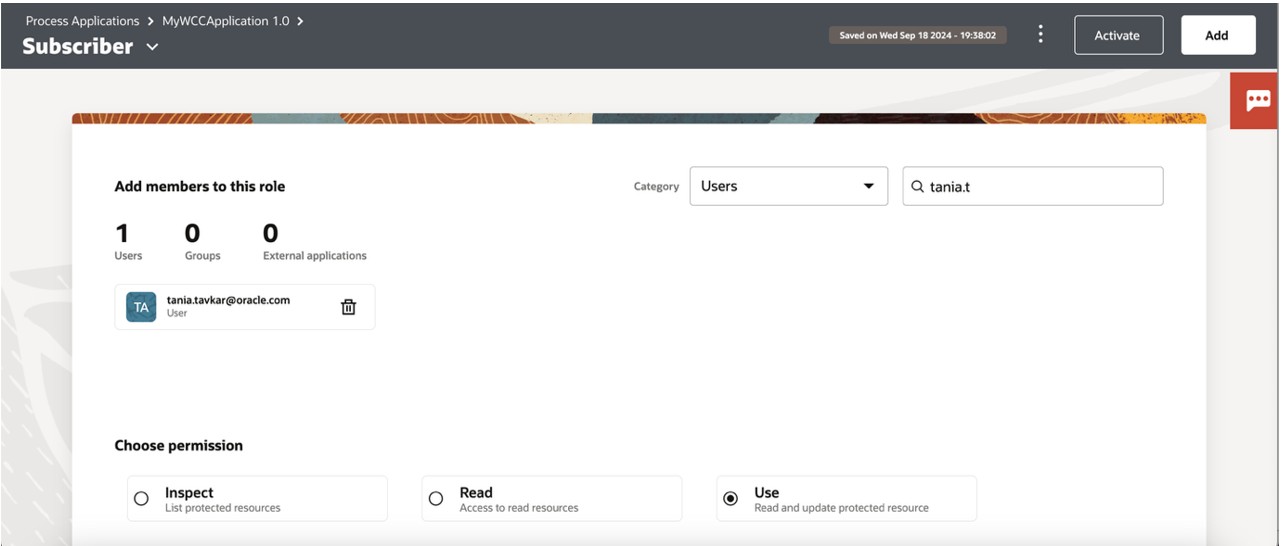 Process Applications > MyWCCApplication 1.0 >
Subscriber
Saved on Wed Sep 18 2024 - 19:38:02
Activate
Add
Add members to this role
Category
Users
tania.t
1
Users
0
Groups
0
External applications
TA
tania.tavkar@oracle.com
User
Choose permission
Inspect
List protected resources
Read
Access to read resources
Use
Read and update protected resource